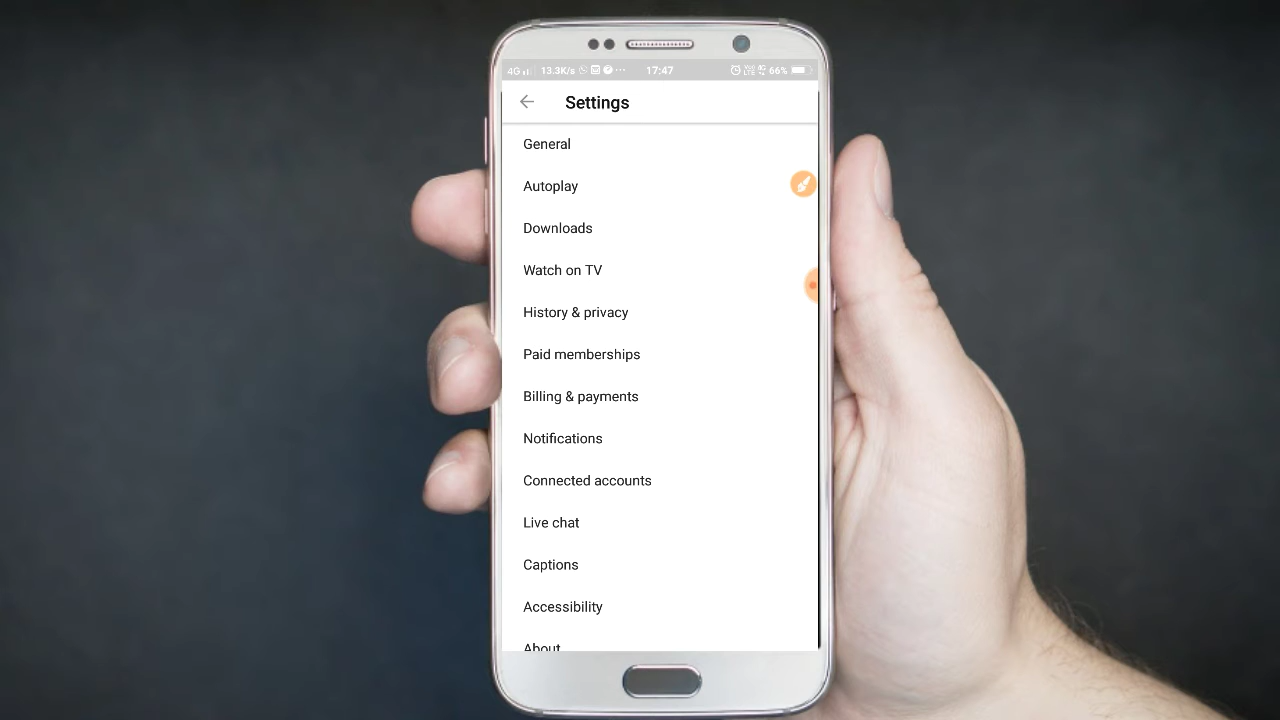 4G 13.3K/s 17:47 66%
Settings
General
Autoplay
Downloads
Watch on TV
History & privacy
Paid memberships
Billing & payments
Notifications
Connected accounts
Live chat
Captions
Accessibility
About